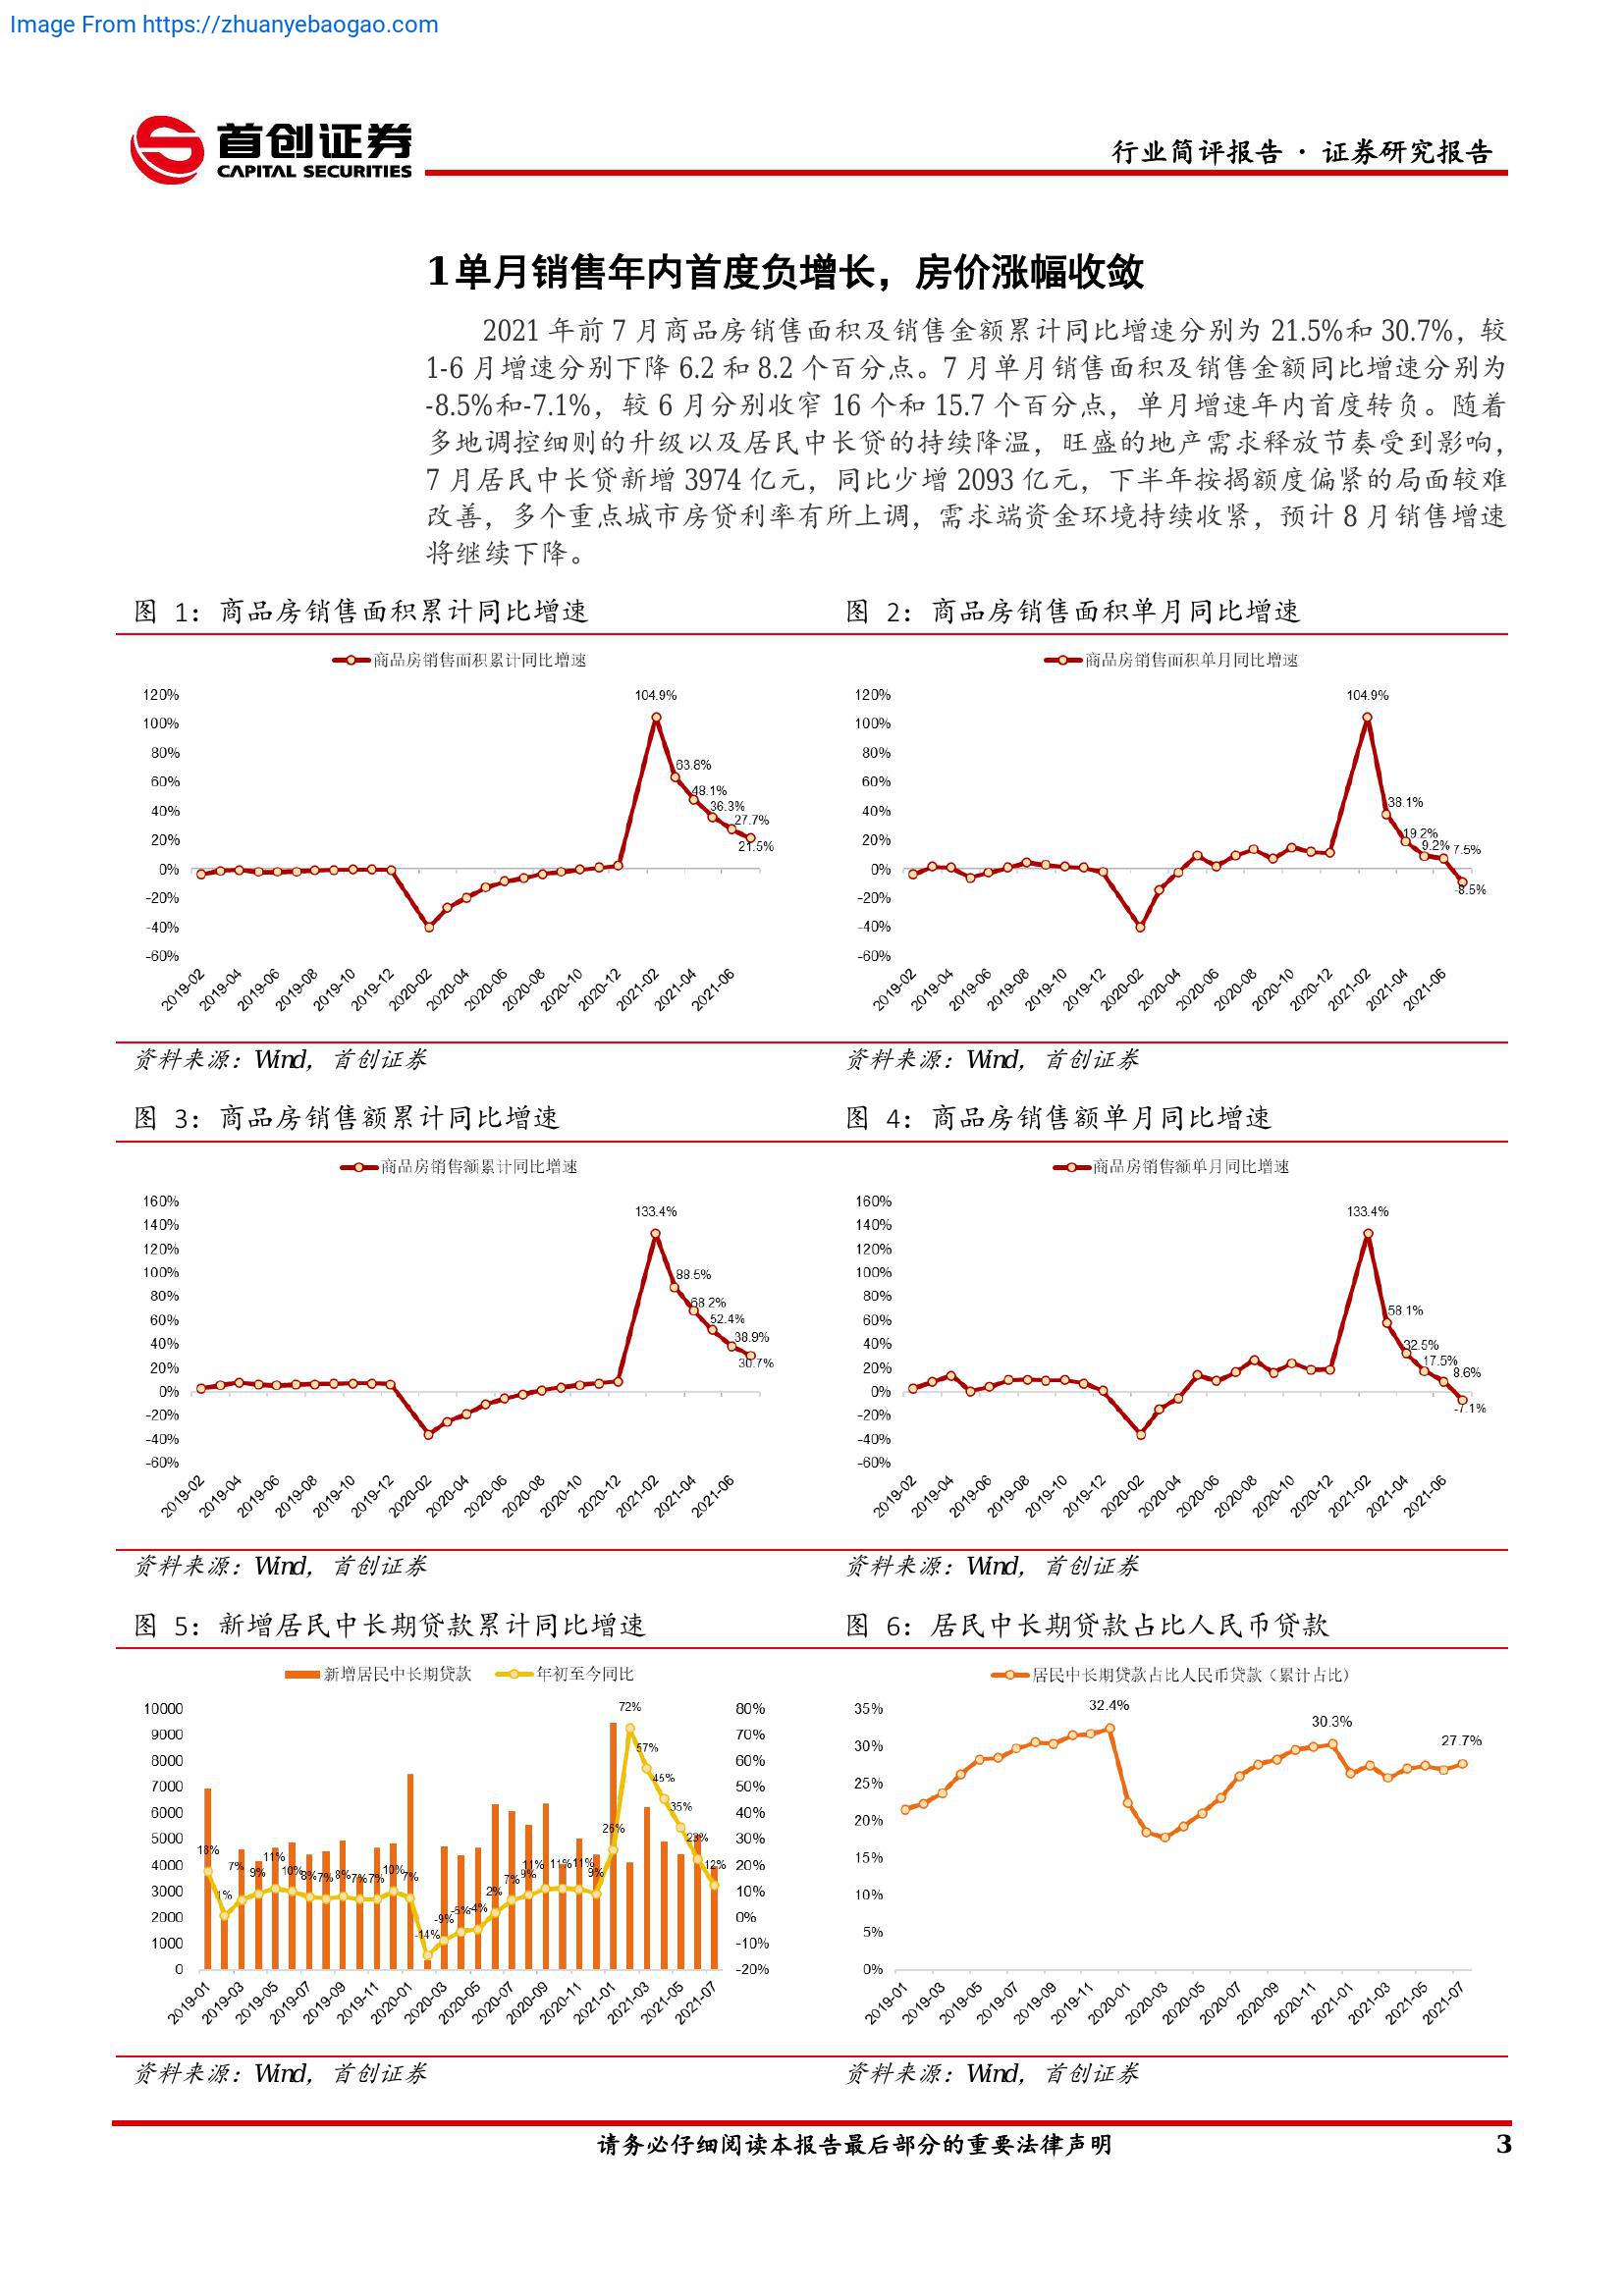 Image From https://zhuanyebaogao.com
首创证券
CAPITAL SECURITIES
行业简评报告 · 证券研究报告
1单月销售年内首度负增长，房价涨幅收敛
2021 年前 7 月商品房销售面积及销售金额累计同比增速分别为 21.5%和 30.7%，较
1-6 月增速分别下降 6.2 和 8.2 个百分点。7 月单月销售面积及销售金额同比增速分别为
-8.5%和-7.1%，较 6 月分别收窄 16 个和 15.7 个百分点，单月增速年内首度转负。随着
多地调控细则的升级以及居民中长贷的持续降温，旺盛的地产需求释放节奏受到影响，
7 月居民中长贷新增 3974 亿元，同比少增 2093 亿元，下半年按揭额度偏紧的局面较难
改善，多个重点城市房贷利率有所上调，需求端资金环境持续收紧，预计 8 月销售增速
将继续下降。
图 1：商品房销售面积累计同比增速
商品房销售面积累计同比增速
120%
100%
80%
60%
40%
20%
0%
-20%
-40%
-60%
104.9%
63.8%
48.1%
36.3%
27.7%
21.5%
2019-02 2019-04 2019-06 2019-08 2019-10 2019-12 2020-02 2020-04 2020-06 2020-08 2020-10 2020-12 2021-02 2021-04 2021-06
资料来源：Wind，首创证券
图 2：商品房销售面积单月同比增速
商品房销售面积单月同比增速
120%
100%
80%
60%
40%
20%
0%
-20%
-40%
-60%
104.9%
38.1%
19.2%
9.2%
7.5%
-8.5%
2019-02 2019-04 2019-06 2019-08 2019-10 2019-12 2020-02 2020-04 2020-06 2020-08 2020-10 2020-12 2021-02 2021-04 2021-06
资料来源：Wind，首创证券
图 3：商品房销售额累计同比增速
商品房销售额累计同比增速
160%
140%
120%
100%
80%
60%
40%
20%
0%
-20%
-40%
-60%
133.4%
88.5%
68.2%
52.4%
38.9%
30.7%
2019-02 2019-04 2019-06 2019-08 2019-10 2019-12 2020-02 2020-04 2020-06 2020-08 2020-10 2020-12 2021-02 2021-04 2021-06
资料来源：Wind，首创证券
图 4：商品房销售额单月同比增速
商品房销售额单月同比增速
160%
140%
120%
100%
80%
60%
40%
20%
0%
-20%
-40%
-60%
133.4%
58.1%
32.5%
17.5%
8.6%
-7.1%
2019-02 2019-04 2019-06 2019-08 2019-10 2019-12 2020-02 2020-04 2020-06 2020-08 2020-10 2020-12 2021-02 2021-04 2021-06
资料来源：Wind，首创证券
图 5：新增居民中长期贷款累计同比增速
新增居民中长期贷款 年初至今同比
10000
9000
8000
7000
6000
5000
4000
3000
2000
1000
0
80%
70%
60%
50%
40%
30%
20%
10%
0%
-10%
-20%
18% 1% 7% 9% 11% 10% 8% 7% 8% 7% 7% 10% 7% -14% -9% -5% -4% 2% 7% 9% 11% 11% 11% 9% 26% 72% 57% 45% 35% 23% 12%
2019-01 2019-03 2019-05 2019-07 2019-09 2019-11 2020-01 2020-03 2020-05 2020-07 2020-09 2020-11 2021-01 2021-03 2021-05 2021-07
资料来源：Wind，首创证券
图 6：居民中长期贷款占比人民币贷款
居民中长期贷款占比人民币贷款（累计占比）
35%
30%
25%
20%
15%
10%
5%
0%
32.4%
30.3%
27.7%
2019-01 2019-03 2019-05 2019-07 2019-09 2019-11 2020-01 2020-03 2020-05 2020-07 2020-09 2020-11 2021-01 2021-03 2021-05 2021-07
资料来源：Wind，首创证券
请务必仔细阅读本报告最后部分的重要法律声明
3